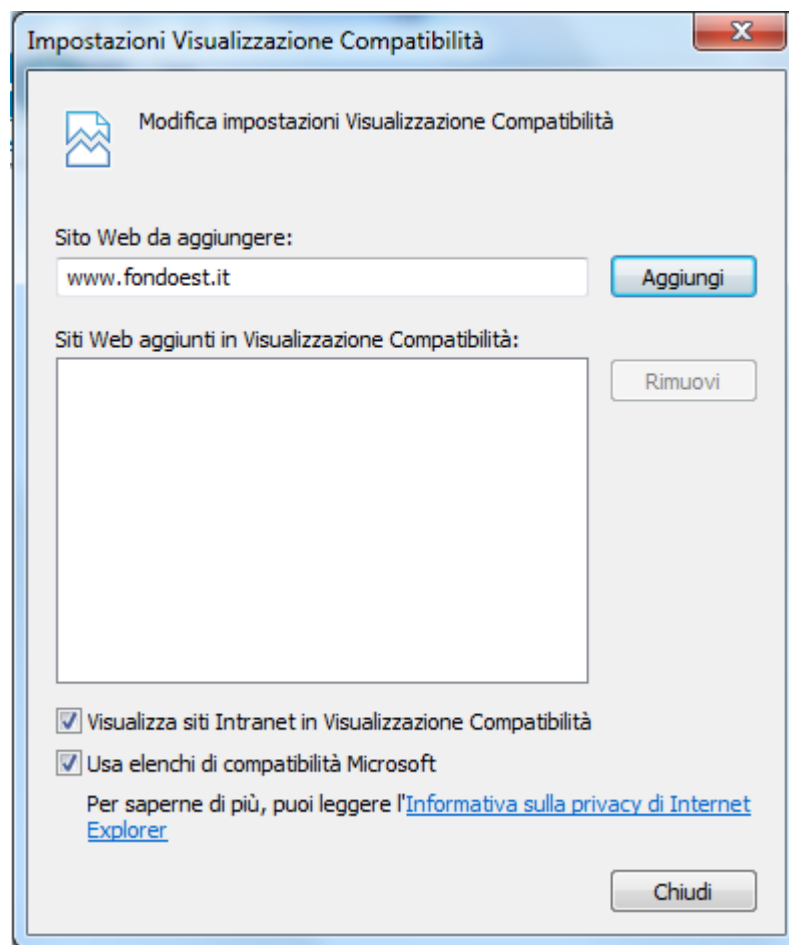 Impostazioni Visualizzazione Compatibilità
Modifica impostazioni Visualizzazione Compatibilità
Sito Web da aggiungere:
www.fondoest.it
Aggiungi
Siti Web aggiunti in Visualizzazione Compatibilità:
Rimuovi
Visualizza siti Intranet in Visualizzazione Compatibilità
Usa elenchi di compatibilità Microsoft
Per saperne di più, puoi leggere l'Informativa sulla privacy di Internet
Explorer
Chiudi